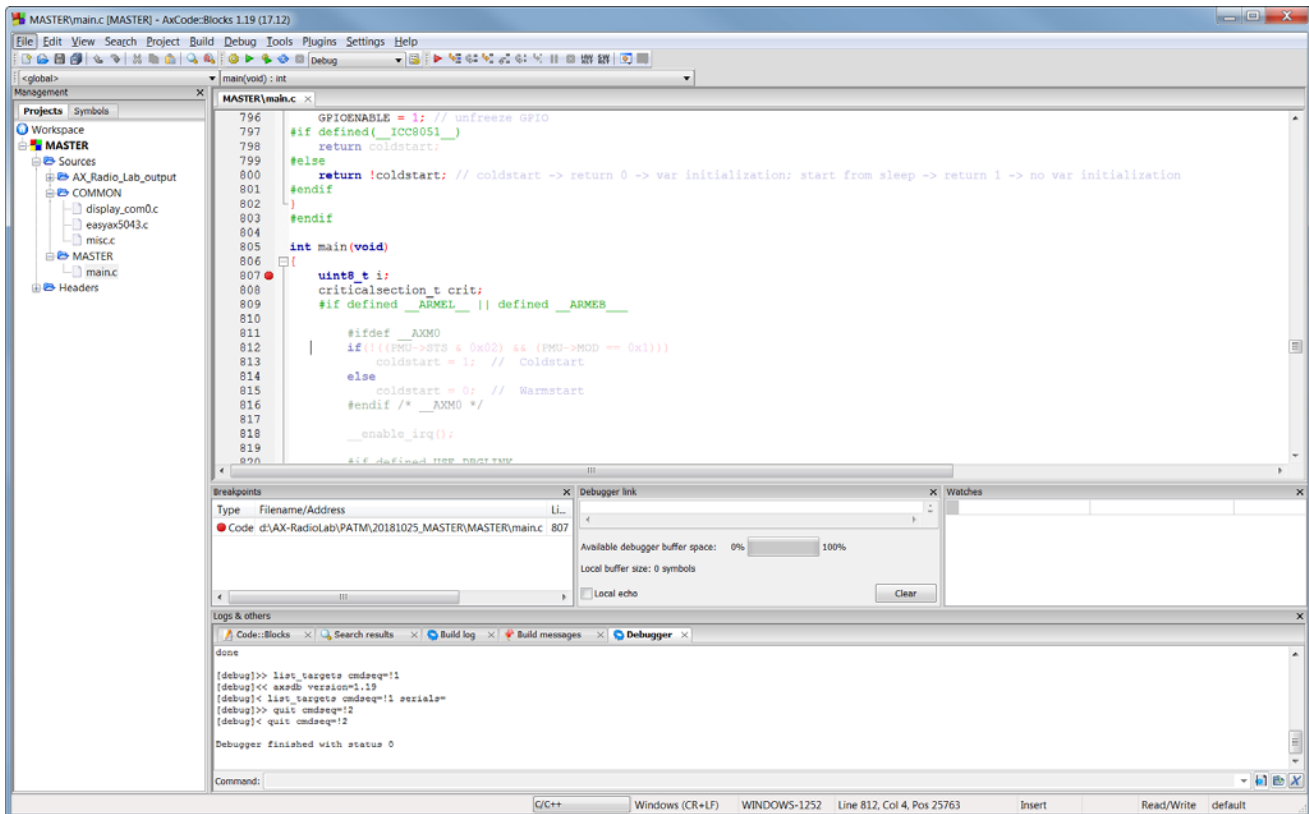 MASTER\main.c [MASTER] - AxCode::Blocks 1.19 (17.12)
File Edit View Search Project Build Debug Tools Plugins Settings Help
Debug
<global> main(void) : int
Management
Projects Symbols
Workspace
MASTER
Sources
AX_Radio_Lab_output
COMMON
display_com0.c
easyax5043.c
misc.c
MASTER
main.c
Headers
MASTER\main.c
796 GPIOENABLE = 1; // unfreeze GPIO
797 #if defined(__ICC8051__)
798 return coldstart;
799 #else
800 return !coldstart; // coldstart -> return 0 -> var initialization; start from sleep -> return 1 -> no var initialization
801 #endif
802 }
803 #endif
804
805 int main(void)
806 {
807 uint8_t i;
808 criticalsection_t crit;
809 #if defined __ARMEL__ || defined __ARMEB___
810
811 #ifdef __AXM0
812 if(!((PMU->STS & 0x02) && (PMU->MOD == 0x1)))
813 coldstart = 1; // Coldstart
814 else
815 coldstart = 0; // Warmstart
816 #endif /* __AXM0 */
817
818 __enable_irq();
819
820 #if defined USE_DBGLINK
Breakpoints
Type Filename/Address Li...
Code d:\AX-RadioLab\PATM\20181025_MASTER\MASTER\main.c 807
Debugger link
Available debugger buffer space: 0% 100%
Local buffer size: 0 symbols
Local echo Clear
Watches
Logs & others
Code::Blocks Search results Build log Build messages Debugger
done
[debug]>> list_targets cmdseq=!1
[debug]<< axsdb version=1.19
[debug]< list_targets cmdseq=!1 serials=
[debug]>> quit cmdseq=!2
[debug]< quit cmdseq=!2
Debugger finished with status 0
Command:
C/C++ Windows (CR+LF) WINDOWS-1252 Line 812, Col 4, Pos 25763 Insert Read/Write default